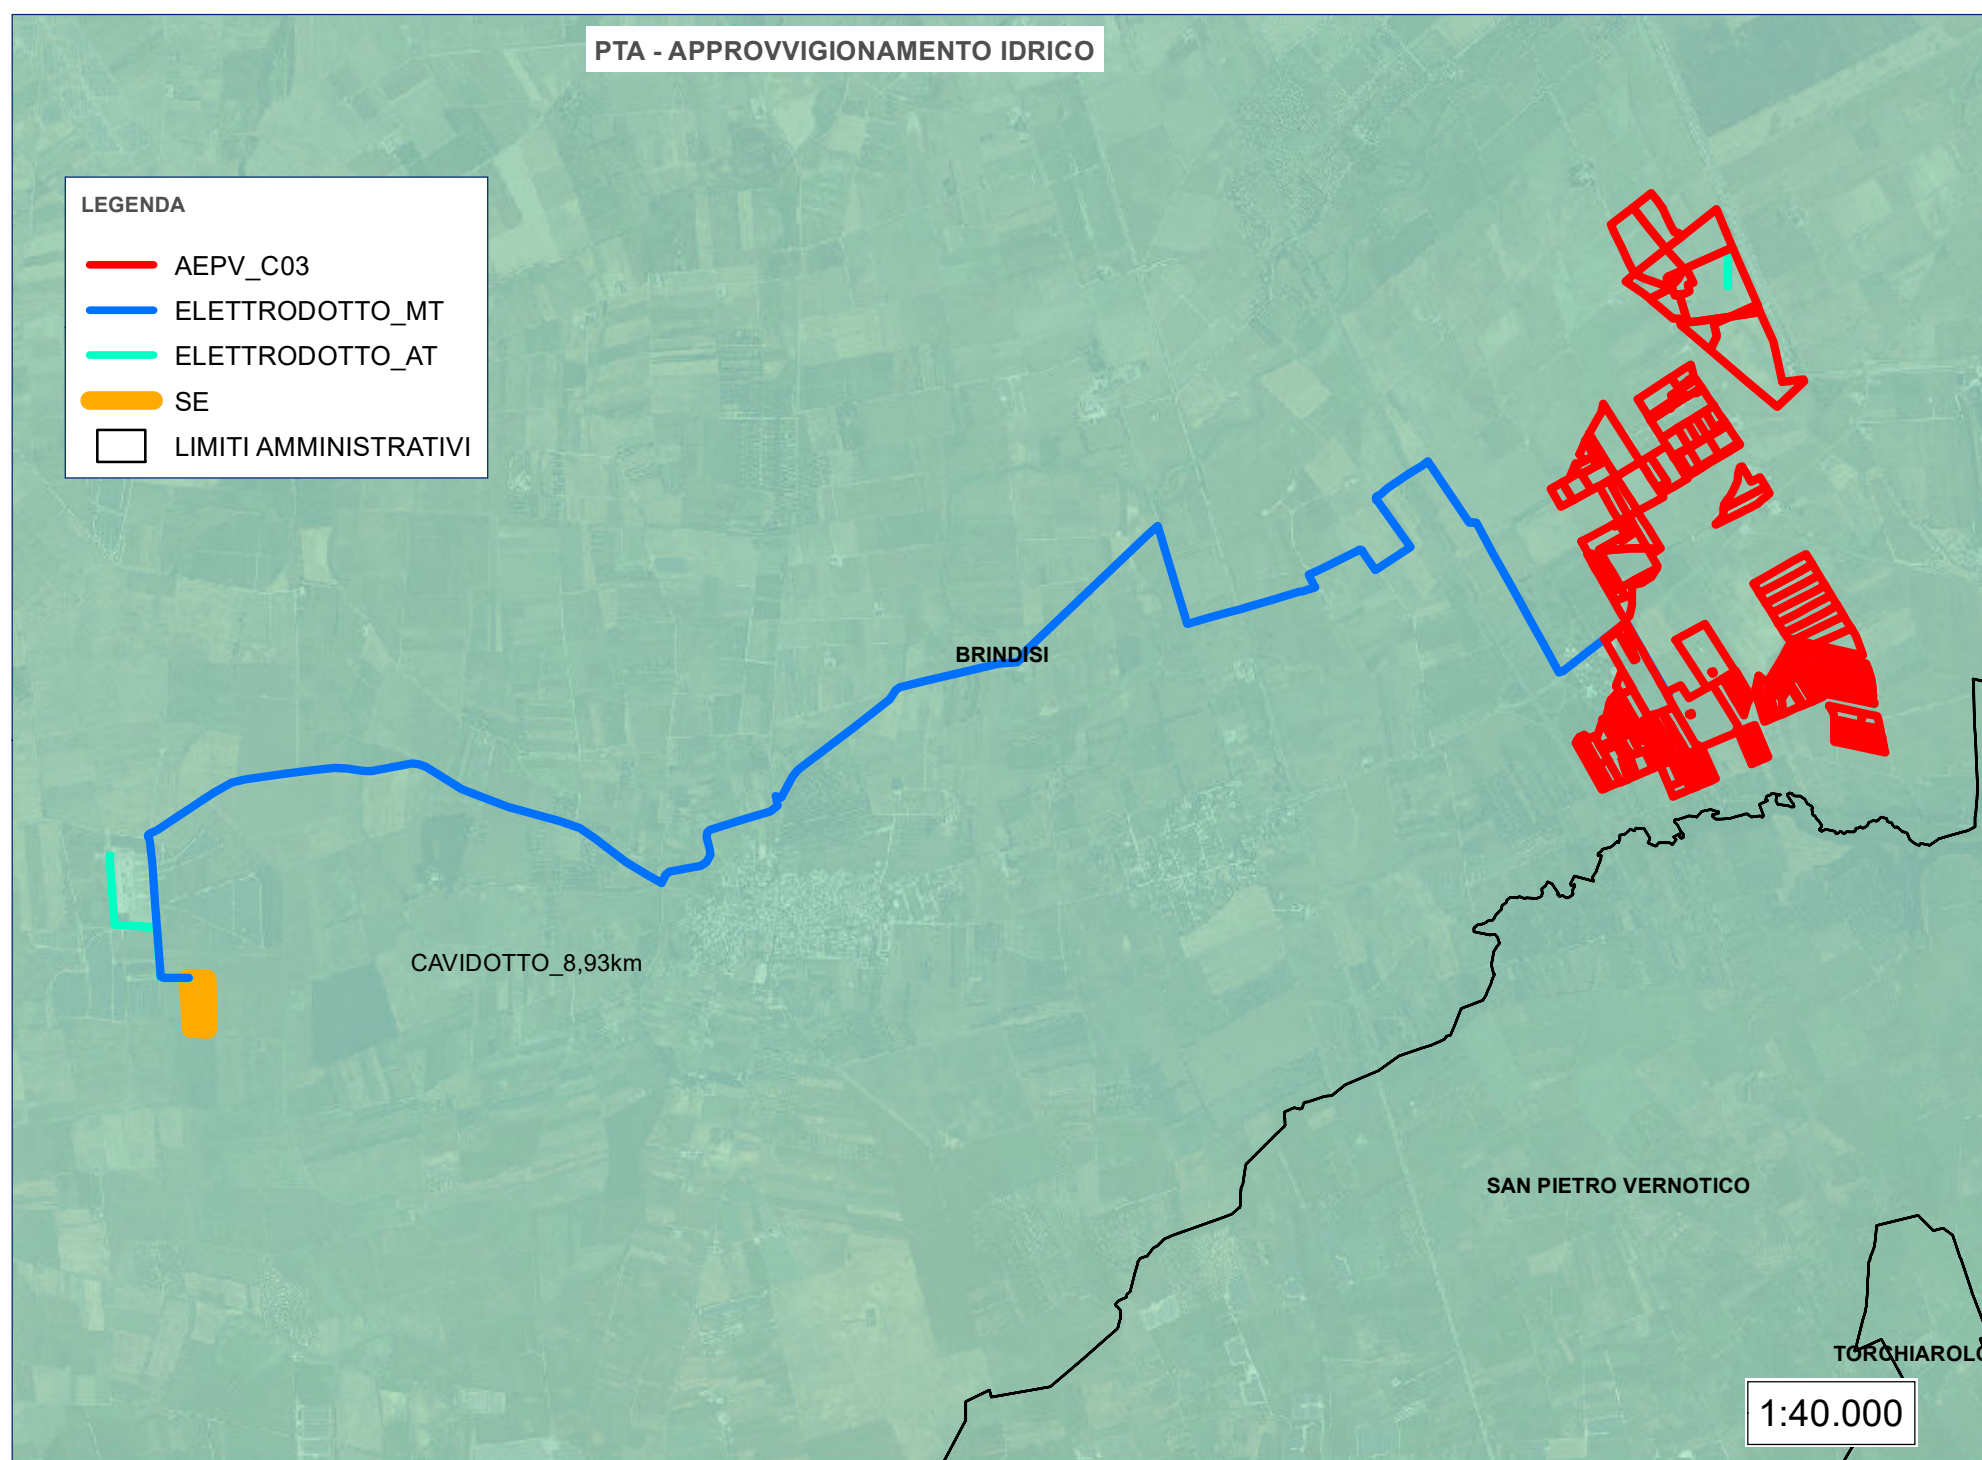 PTA - APPROVVIGIONAMENTO IDRICO
LEGENDA
AEPV_C03
ELETTRODOTTO_MT
ELETTRODOTTO_AT
SE
LIMITI AMMINISTRATIVI
BRINDISI
CAVIDOTTO_8,93km
SAN PIETRO VERNOTICO
TORCHIAROLO
1:40.000